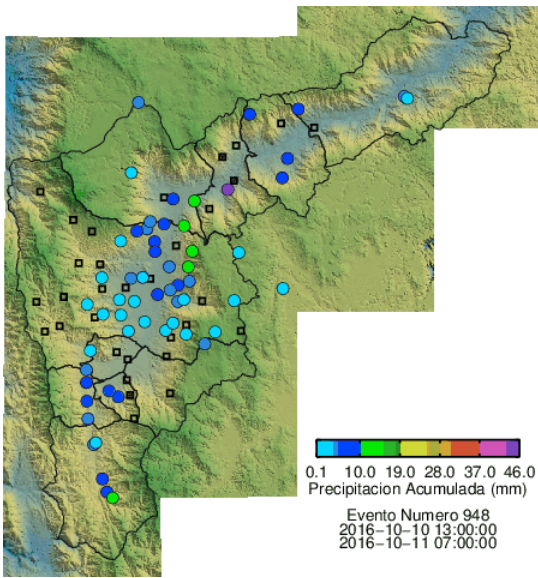 0.1 10.0 19.0 28.0 37.0 46.0
Precipitacion Acumulada (mm)
Evento Numero 948
2016-10-10 13:00:00
2016-10-11 07:00:00